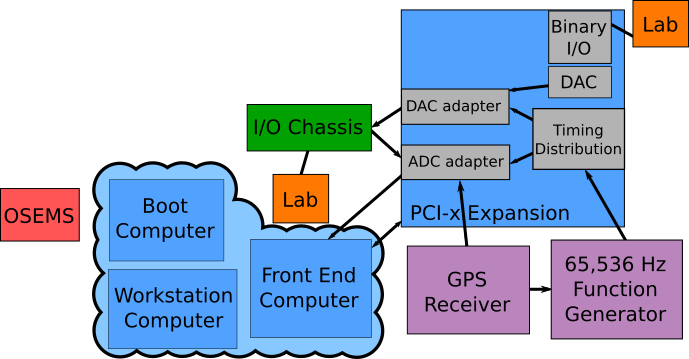 Binary
I/O
Lab
DAC
DAC adapter
I/O Chassis
Timing
Distribution
ADC adapter
Lab
OSEMS
Boot
Computer
PCI-x Expansion
Front End
Computer
Workstation
Computer
GPS
Receiver
65,536 Hz
Function
Generator